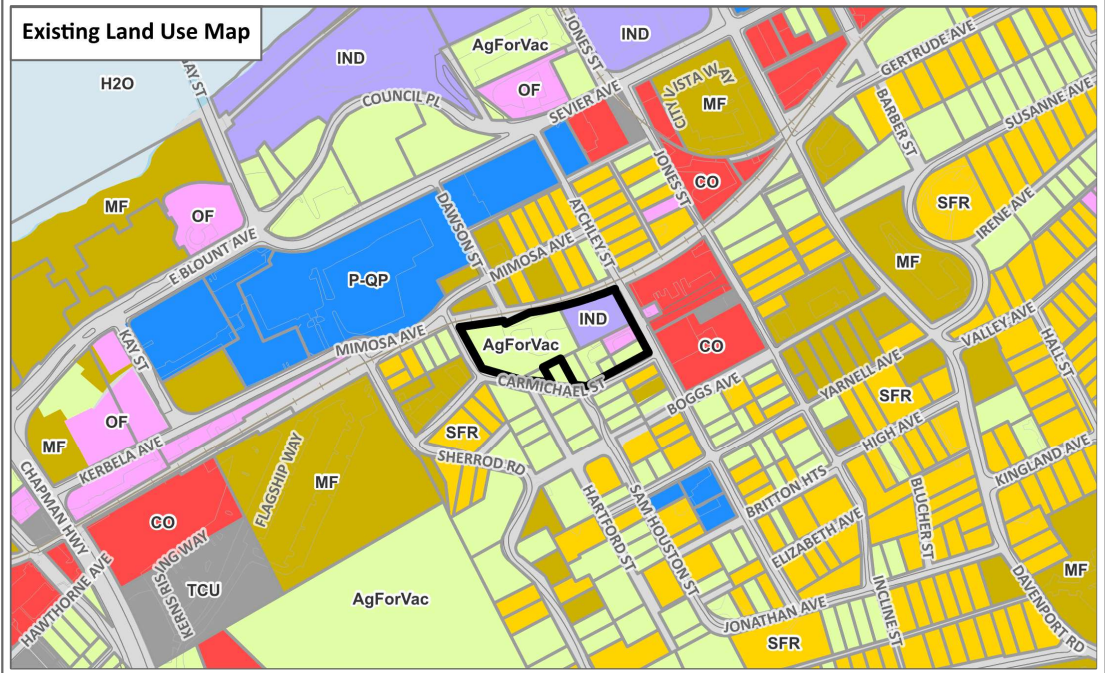 Existing Land Use Map
IND
AgForVac
JONES ST
IND
H2O
OF
GERTRUDE AVE
COUNCIL PL
SEVIER AVE
CITY VISTA WAY
MF
BARBER ST
SUSANNE AVE
MF
OF
JONES ST
CO
SFR
IRENE AVE
E BLOUNT AVE
DAWSON ST
ATCHLEY ST
MIMOSA AVE
MF
P-QP
IND
AgForVac
CO
KAY ST
MIMOSA AVE
VALLEY AVE
HALL ST
CARMICHAEL ST
BOGGS AVE
YARNELL AVE
SFR
OF
MF
KERBELA AVE
SFR
SHERROD RD
HIGH AVE
KINGLAND AVE
CHAPMAN HWY
FLAGSHIP WAY
MF
BRITTON HTS
BLUCHER ST
CO
HARTFORD ST
SAM HOUSTON ST
ELIZABETH AVE
KERNS RISING WAY
TCU
AgForVac
HAWTHORNE AVE
INCLINE ST
DAVENPORT RD
MF
JONATHAN AVE
SFR